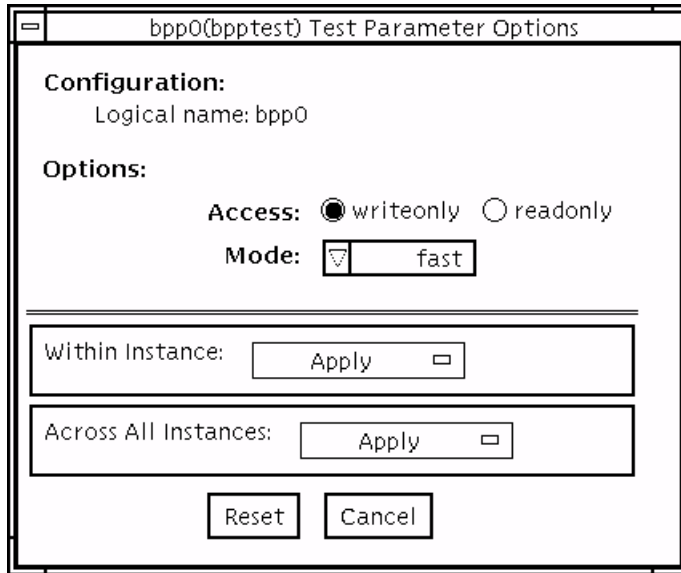 bpp0(bpptest) Test Parameter Options
Configuration:
Logical name: bpp0
Options:
Access: writeonly readonly
Mode: fast
Within Instance: Apply
Across All Instances: Apply
Reset Cancel